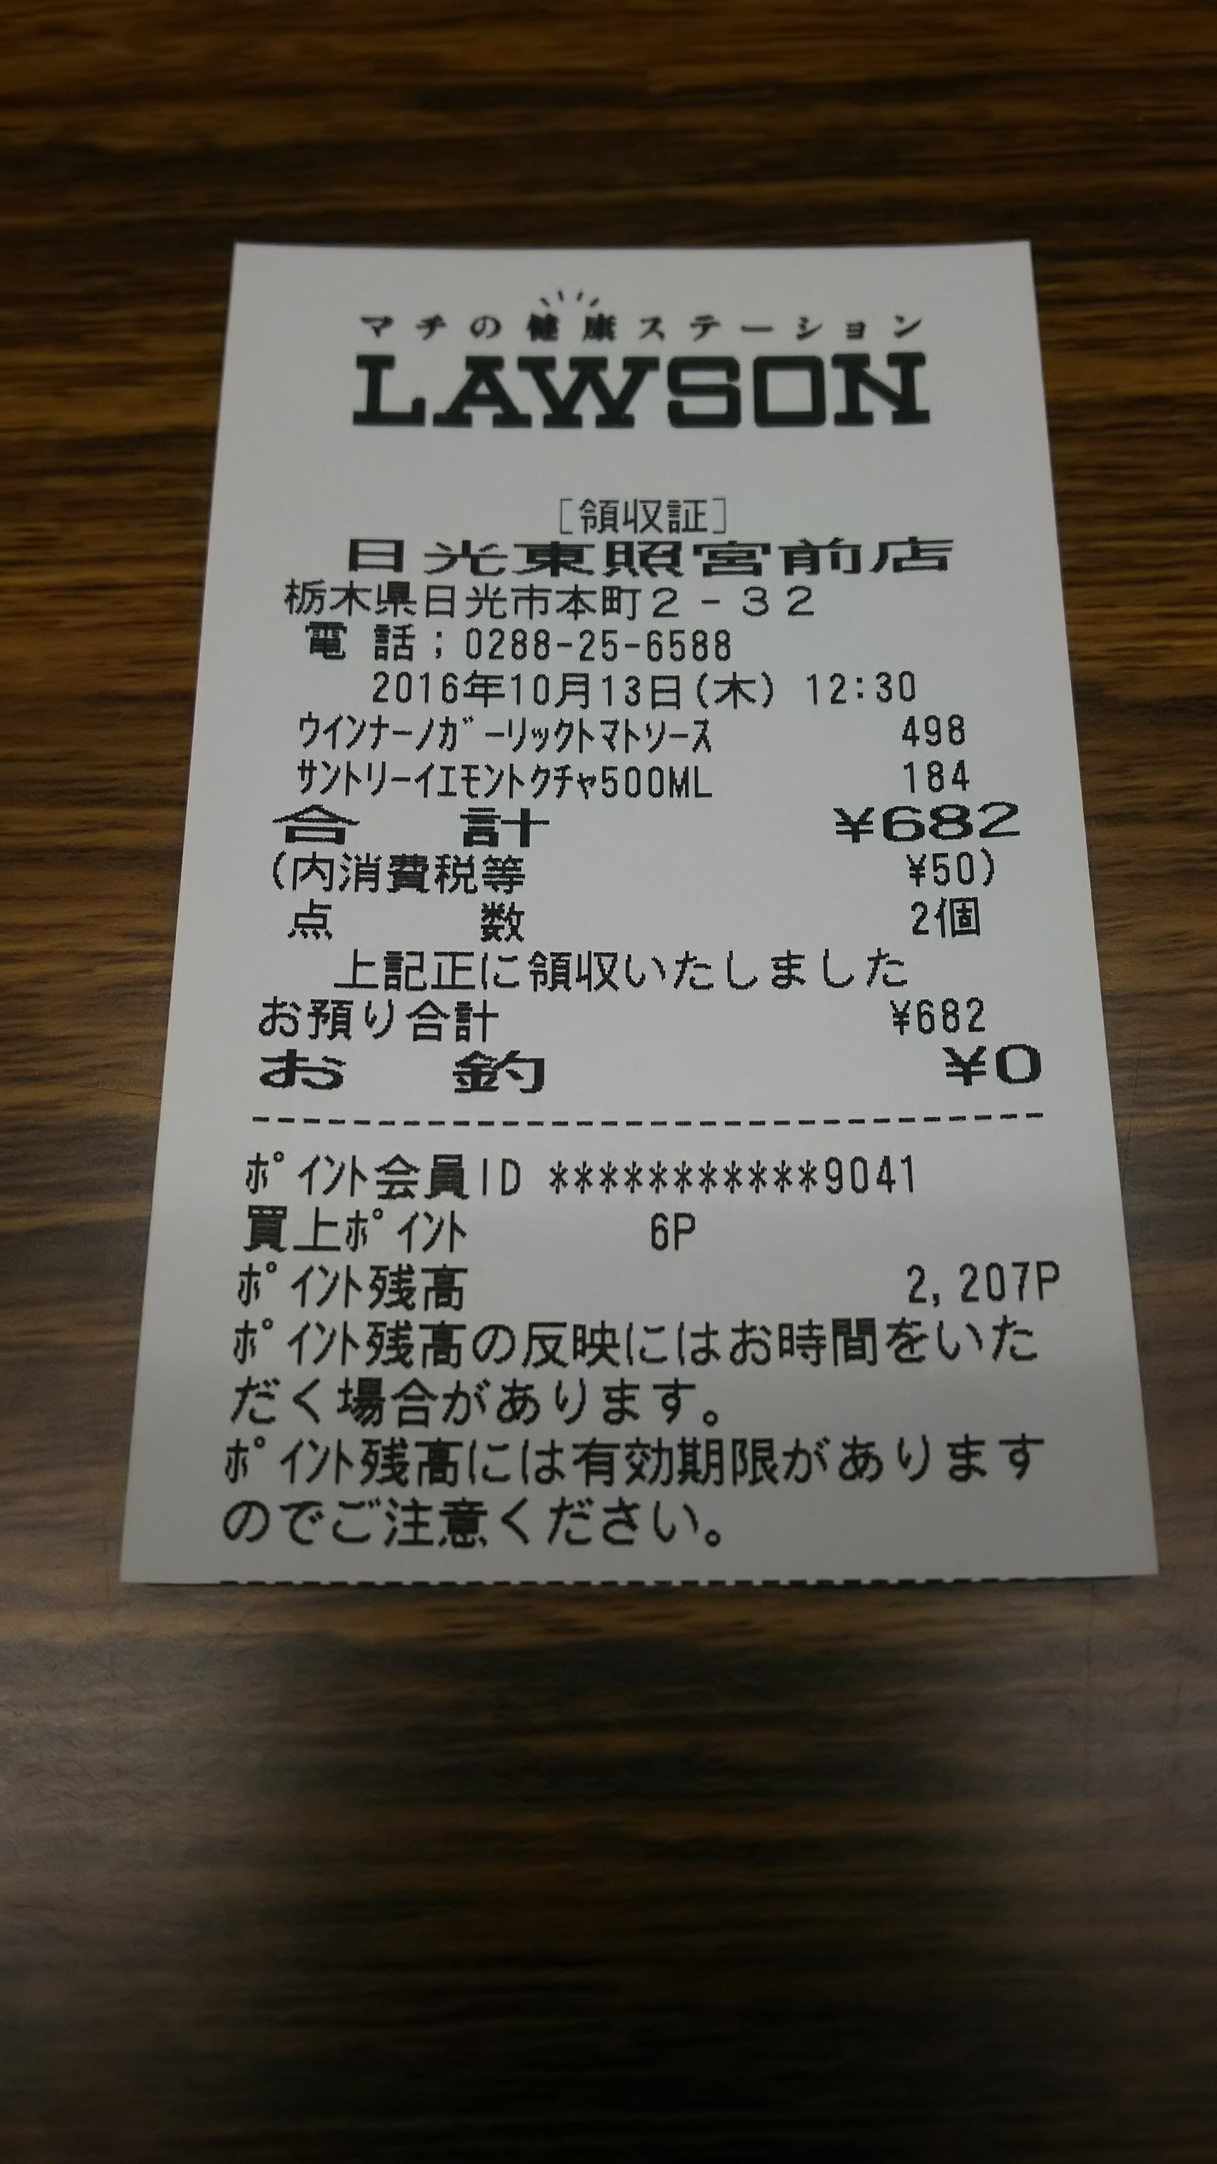 マチの健康ステーション
LAWSON
[領収証]
日光東照宮前店
栃木県日光市本町2-32
電 話;0288-25-6588
2016年10月13日(木) 12:30
ウインナーノガーリックトマトソース 498
サントリーイエモントクチャ500ML 184
合 計 ¥682
(内消費税等 ¥50)
点 数 2個
上記正に領収いたしました
お預り合計 ¥682
お 釣 ¥0
--------------------------------
ポイント会員ID ***********9041
買上ポイント 6P
ポイント残高 2,207P
ポイント残高の反映にはお時間をいた
だく場合があります。
ポイント残高には有効期限があります
のでご注意ください。